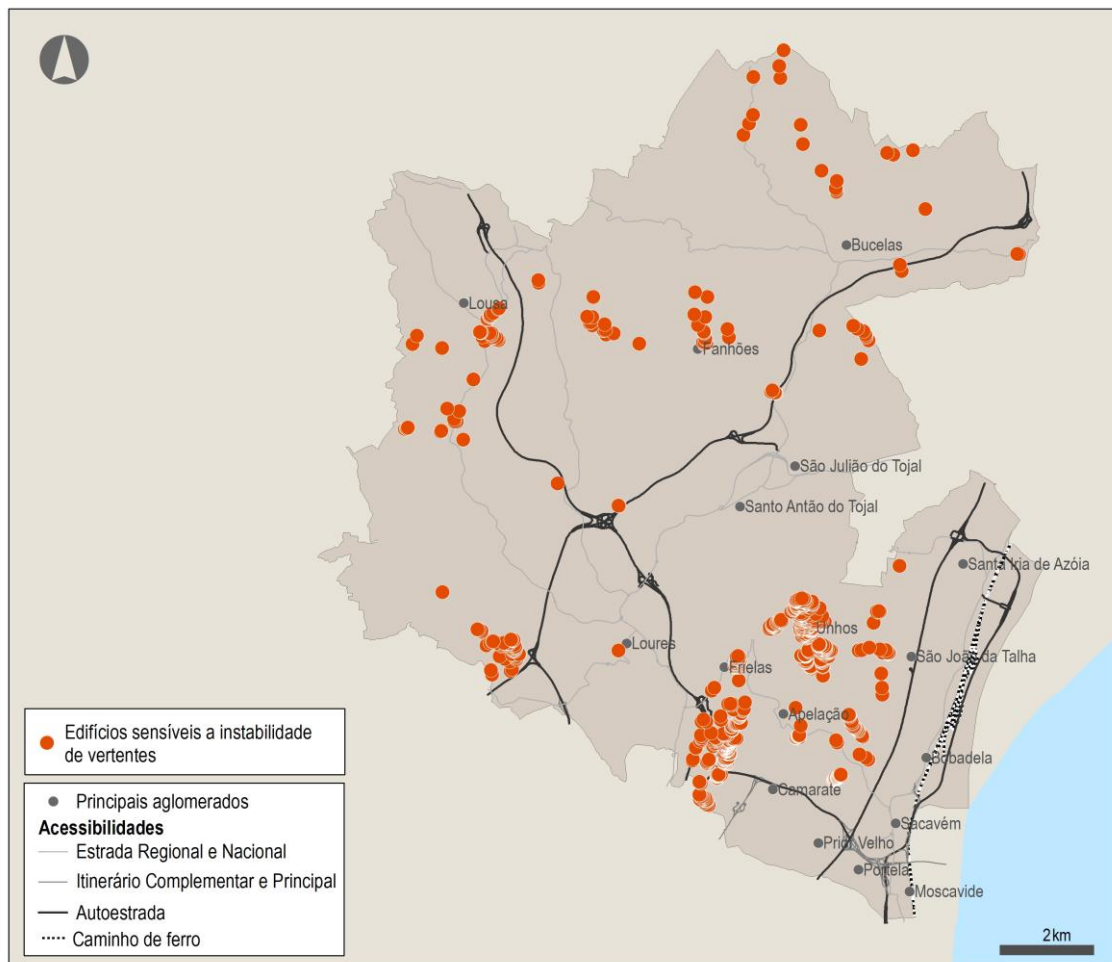 Bucelas
Lousa
Fanhões
São Julião do Tojal
Santo Antão do Tojal
Santa Iria de Azóia
Unhos
Loures
São João da Talha
Frielas
Apelação
Bobadela
Camarate
Sacavém
Prior Velho
Portela
Moscavide
Edifícios sensíveis a instabilidade
de vertentes
Principais aglomerados
Acessibilidades
Estrada Regional e Nacional
Itinerário Complementar e Principal
Autoestrada
Caminho de ferro
2 km